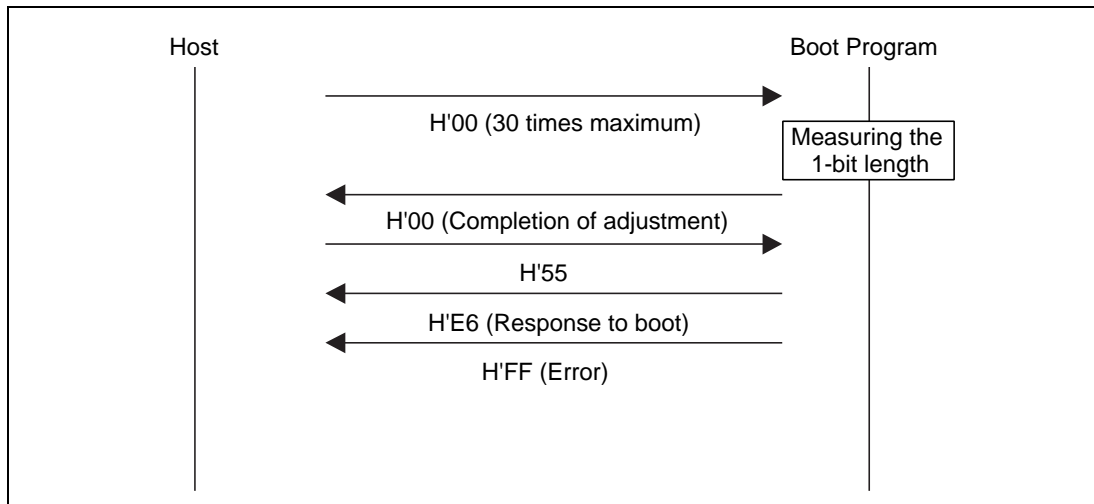 Host
Boot Program
H'00 (30 times maximum)
Measuring the
1-bit length
H'00 (Completion of adjustment)
H'55
H'E6 (Response to boot)
H'FF (Error)